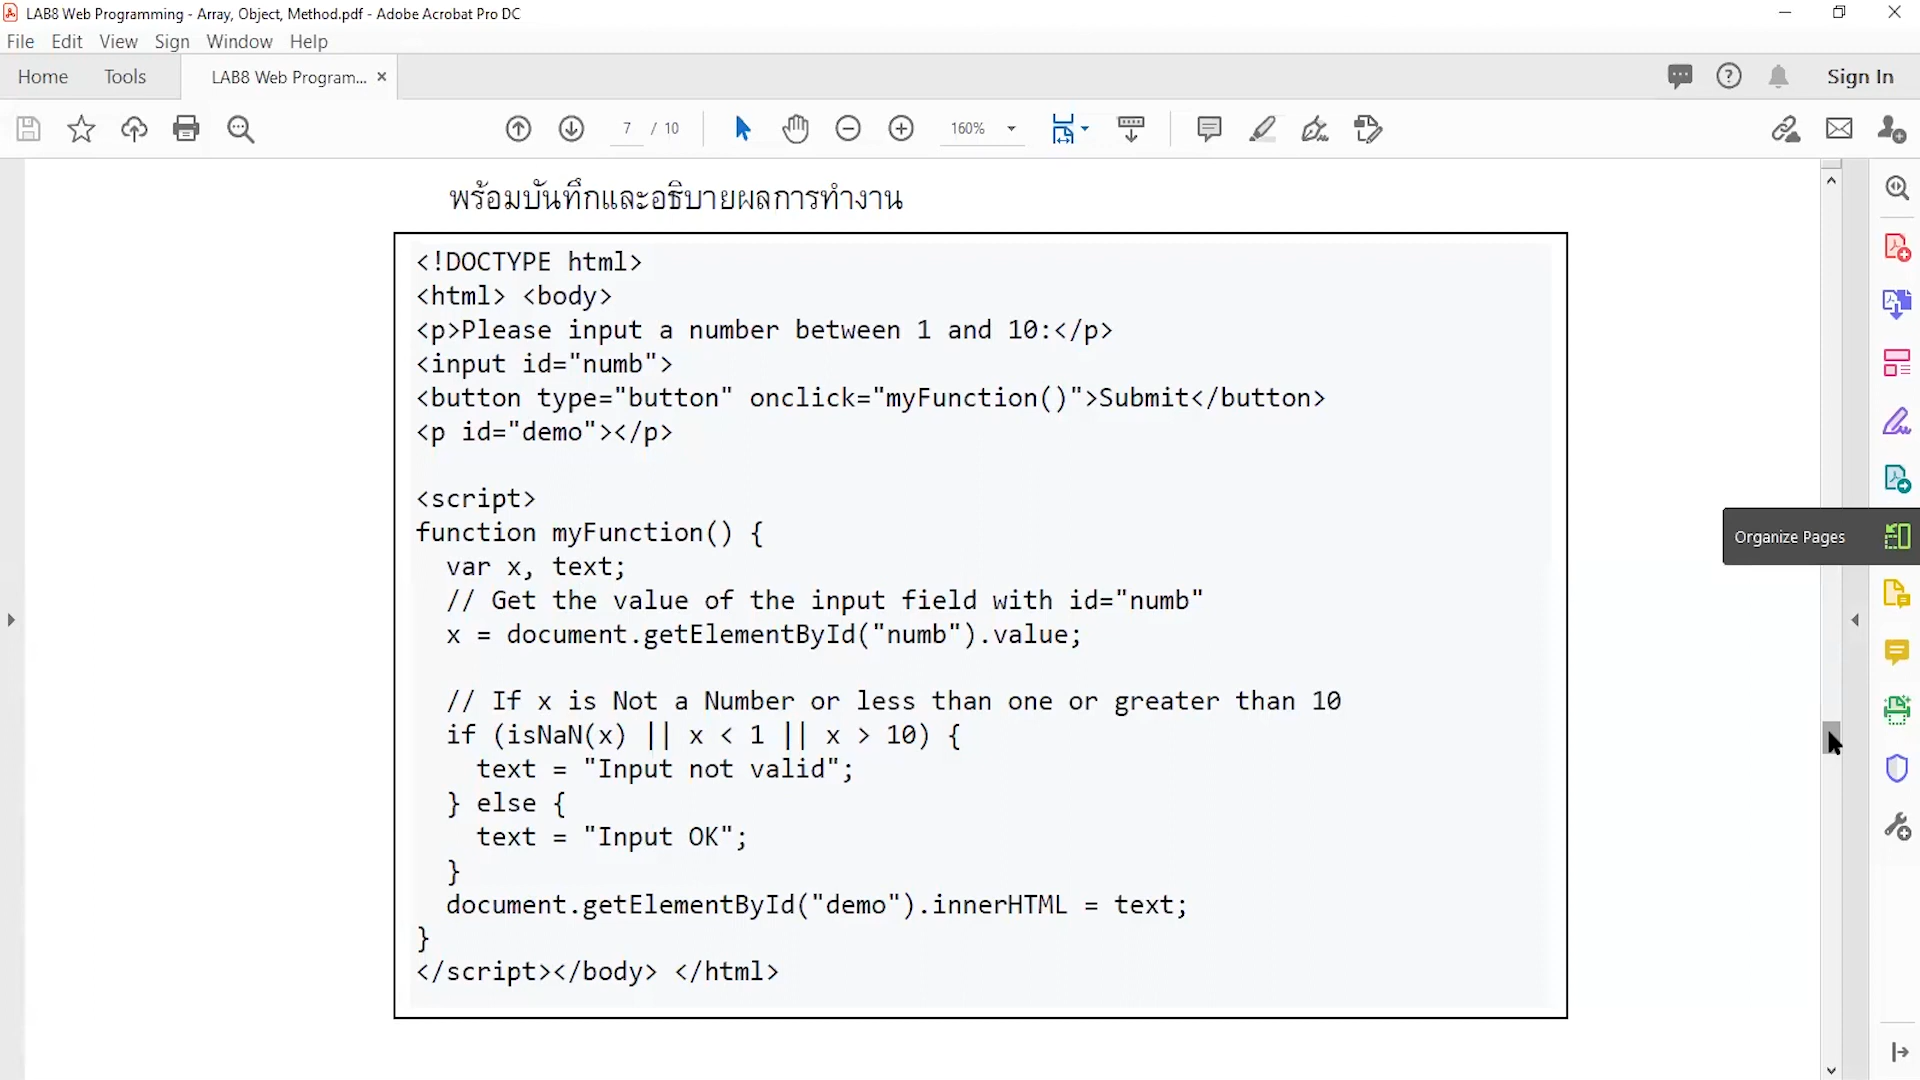 LAB8 Web Programming - Array, Object, Method.pdf - Adobe Acrobat Pro DC
File Edit View Sign Window Help
Home Tools LAB8 Web Program... × Sign In
7 / 10 160%
พร้อมบันทึกและอธิบายผลการทำงาน
<!DOCTYPE html>
<html> <body>
<p>Please input a number between 1 and 10:</p>
<input id="numb">
<button type="button" onclick="myFunction()">Submit</button>
<p id="demo"></p>
<script>
function myFunction() {
  var x, text;
  // Get the value of the input field with id="numb"
  x = document.getElementById("numb").value;
  // If x is Not a Number or less than one or greater than 10
  if (isNaN(x) || x < 1 || x > 10) {
    text = "Input not valid";
  } else {
    text = "Input OK";
  }
  document.getElementById("demo").innerHTML = text;
}
</script></body> </html>
Organize Pages